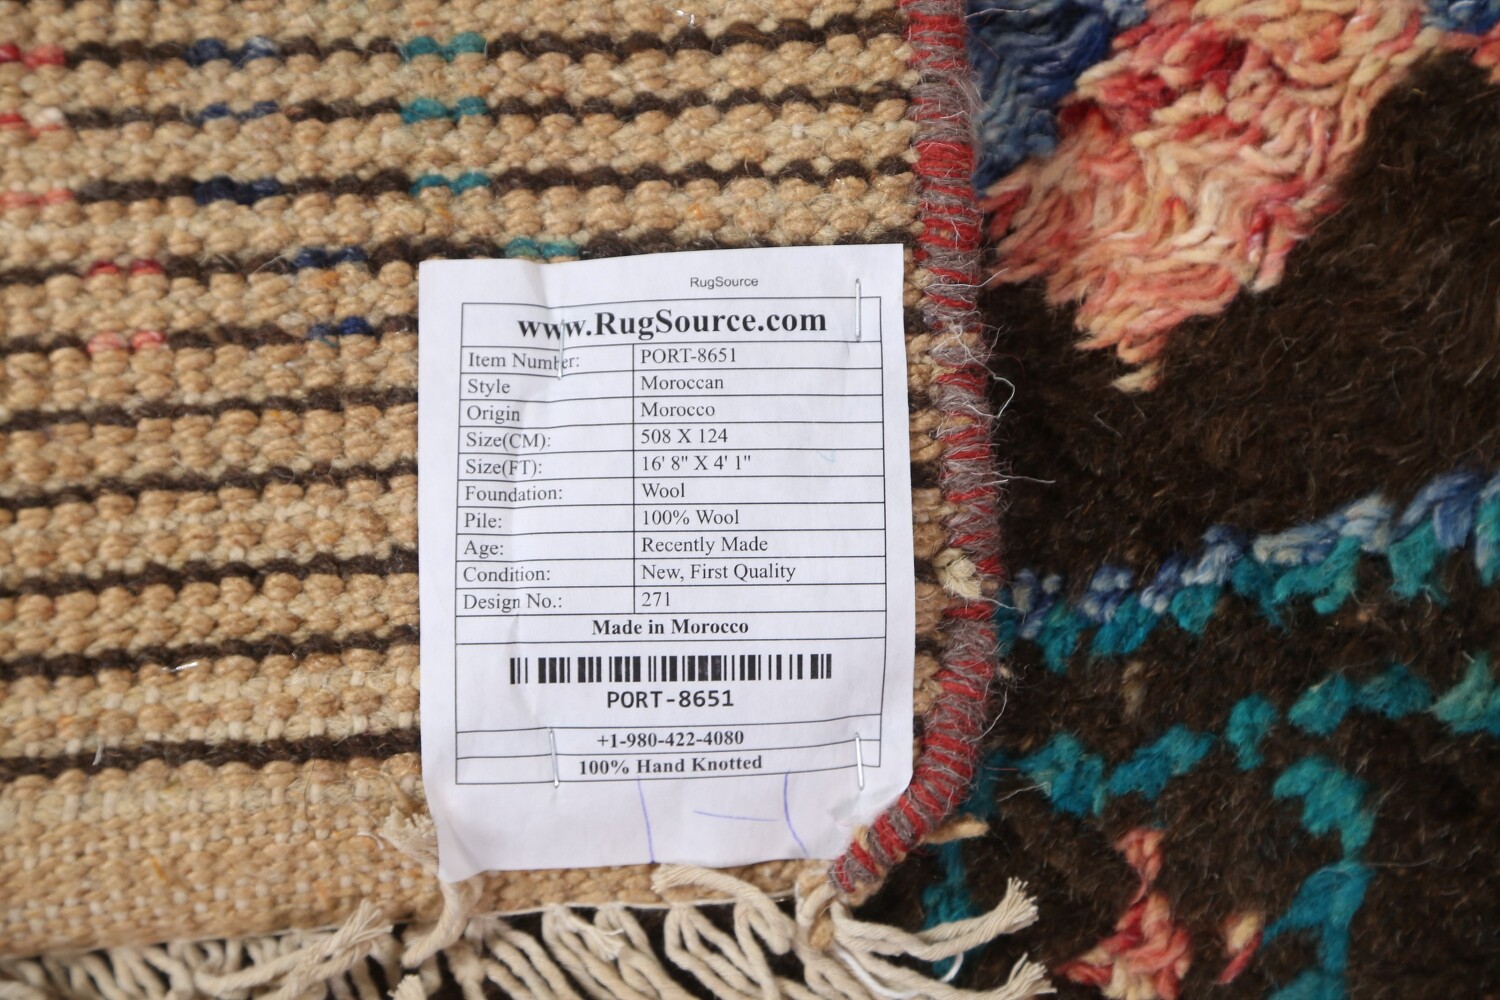 RugSource
www.RugSource.com
Item Number: PORT-8651
Style Moroccan
Origin Morocco
Size(CM): 508 X 124
Size(FT): 16' 8" X 4' 1"
Foundation: Wool
Pile: 100% Wool
Age: Recently Made
Condition: New, First Quality
Design No.: 271
Made in Morocco
PORT-8651
+1-980-422-4080
100% Hand Knotted